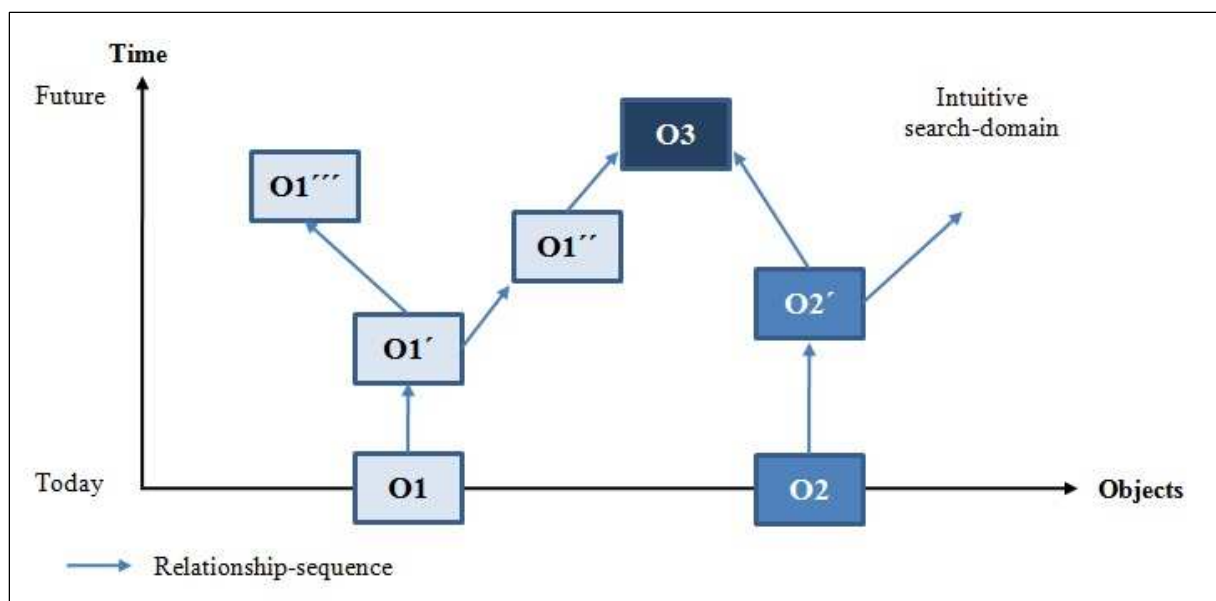 Time
Future
Intuitive
search-domain
O3
O1´´´
O1´´
O2´
O1´
Today
O1
O2
Objects
Relationship-sequence